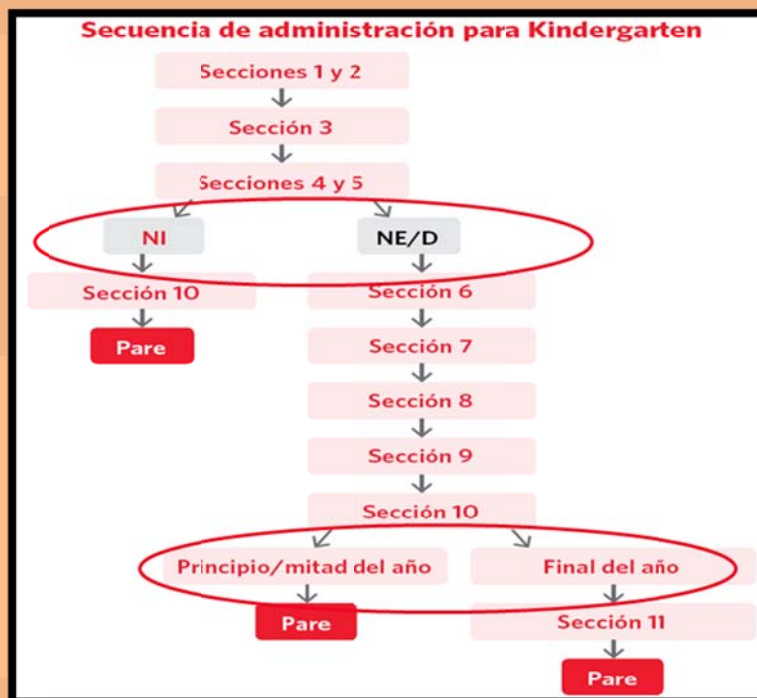 Secuencia de administración para Kindergarten
Secciones 1 y 2
Sección 3
Secciones 4 y 5
NI
NE/D
Sección 10
Sección 6
Pare
Sección 7
Sección 8
Sección 9
Sección 10
Principio/mitad del año
Final del año
Pare
Sección 11
Pare